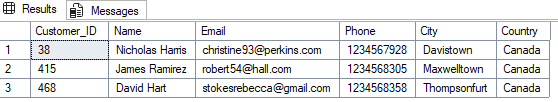 Results Messages
Customer_ID Name Email Phone City Country
1 38 Nicholas Harris christine93@perkins.com 1234567928 Davistown Canada
2 415 James Ramirez robert54@hall.com 1234568305 Maxwelltown Canada
3 468 David Hart stokesrebecca@gmail.com 1234568358 Thompsonfurt Canada